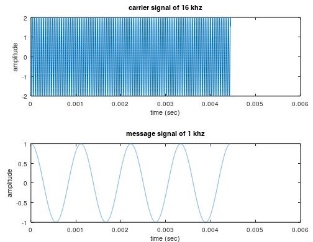 carrier signal of 16 khz
2
1
0
-1
-2
amplitude
0 0.001 0.002 0.003 0.004 0.005 0.006
time (sec)
message signal of 1 khz
1
0.5
0
-0.5
-1
amplitude
0 0.001 0.002 0.003 0.004 0.005 0.006
time (sec)